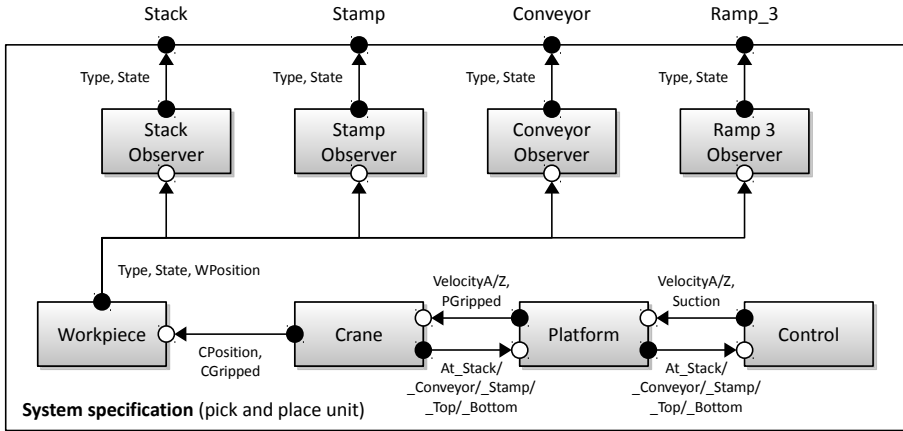 Stack
Stamp
Conveyor
Ramp_3
Type, State
Type, State
Type, State
Type, State
Stack
Observer
Stamp
Observer
Conveyor
Observer
Ramp 3
Observer
Type, State, WPosition
VelocityA/Z,
PGripped
VelocityA/Z,
Suction
Workpiece
Crane
Platform
Control
CPosition,
CGripped
At_Stack/
_Conveyor/_Stamp/
_Top/_Bottom
At_Stack/
_Conveyor/_Stamp/
_Top/_Bottom
System specification (pick and place unit)